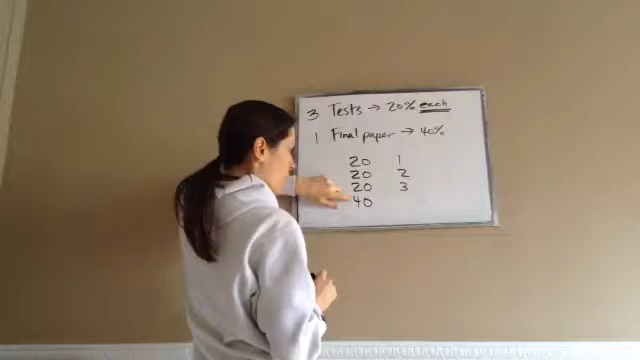 3 Tests → 20% each
1 Final paper → 40%
20 1
20 2
20 3
40